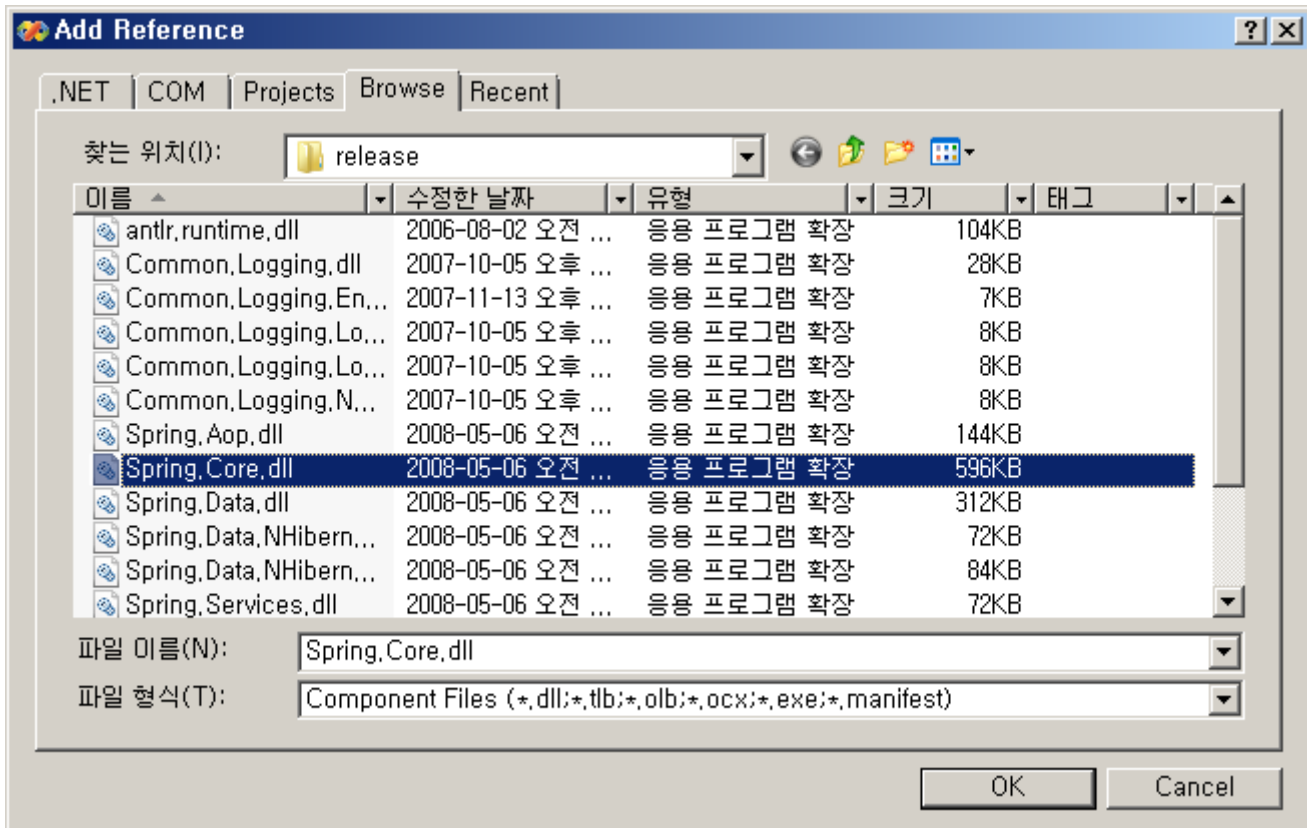 Add Reference
.NET COM Projects Browse Recent
찾는 위치(I): release
이름 수정한 날짜 유형 크기 태그
antlr.runtime.dll 2006-08-02 오전 ... 응용 프로그램 확장 104KB
Common.Logging.dll 2007-10-05 오후 ... 응용 프로그램 확장 28KB
Common.Logging.En... 2007-11-13 오후 ... 응용 프로그램 확장 7KB
Common.Logging.Lo... 2007-10-05 오후 ... 응용 프로그램 확장 8KB
Common.Logging.Lo... 2007-10-05 오후 ... 응용 프로그램 확장 8KB
Common.Logging.N... 2007-10-05 오후 ... 응용 프로그램 확장 8KB
Spring.Aop.dll 2008-05-06 오전 ... 응용 프로그램 확장 144KB
Spring.Core.dll 2008-05-06 오전 ... 응용 프로그램 확장 596KB
Spring.Data.dll 2008-05-06 오전 ... 응용 프로그램 확장 312KB
Spring.Data.NHibern... 2008-05-06 오전 ... 응용 프로그램 확장 72KB
Spring.Data.NHibern... 2008-05-06 오전 ... 응용 프로그램 확장 84KB
Spring.Services.dll 2008-05-06 오전 ... 응용 프로그램 확장 72KB
파일 이름(N): Spring.Core.dll
파일 형식(T): Component Files (*.dll;*.tlb;*.olb;*.ocx;*.exe;*.manifest)
OK Cancel